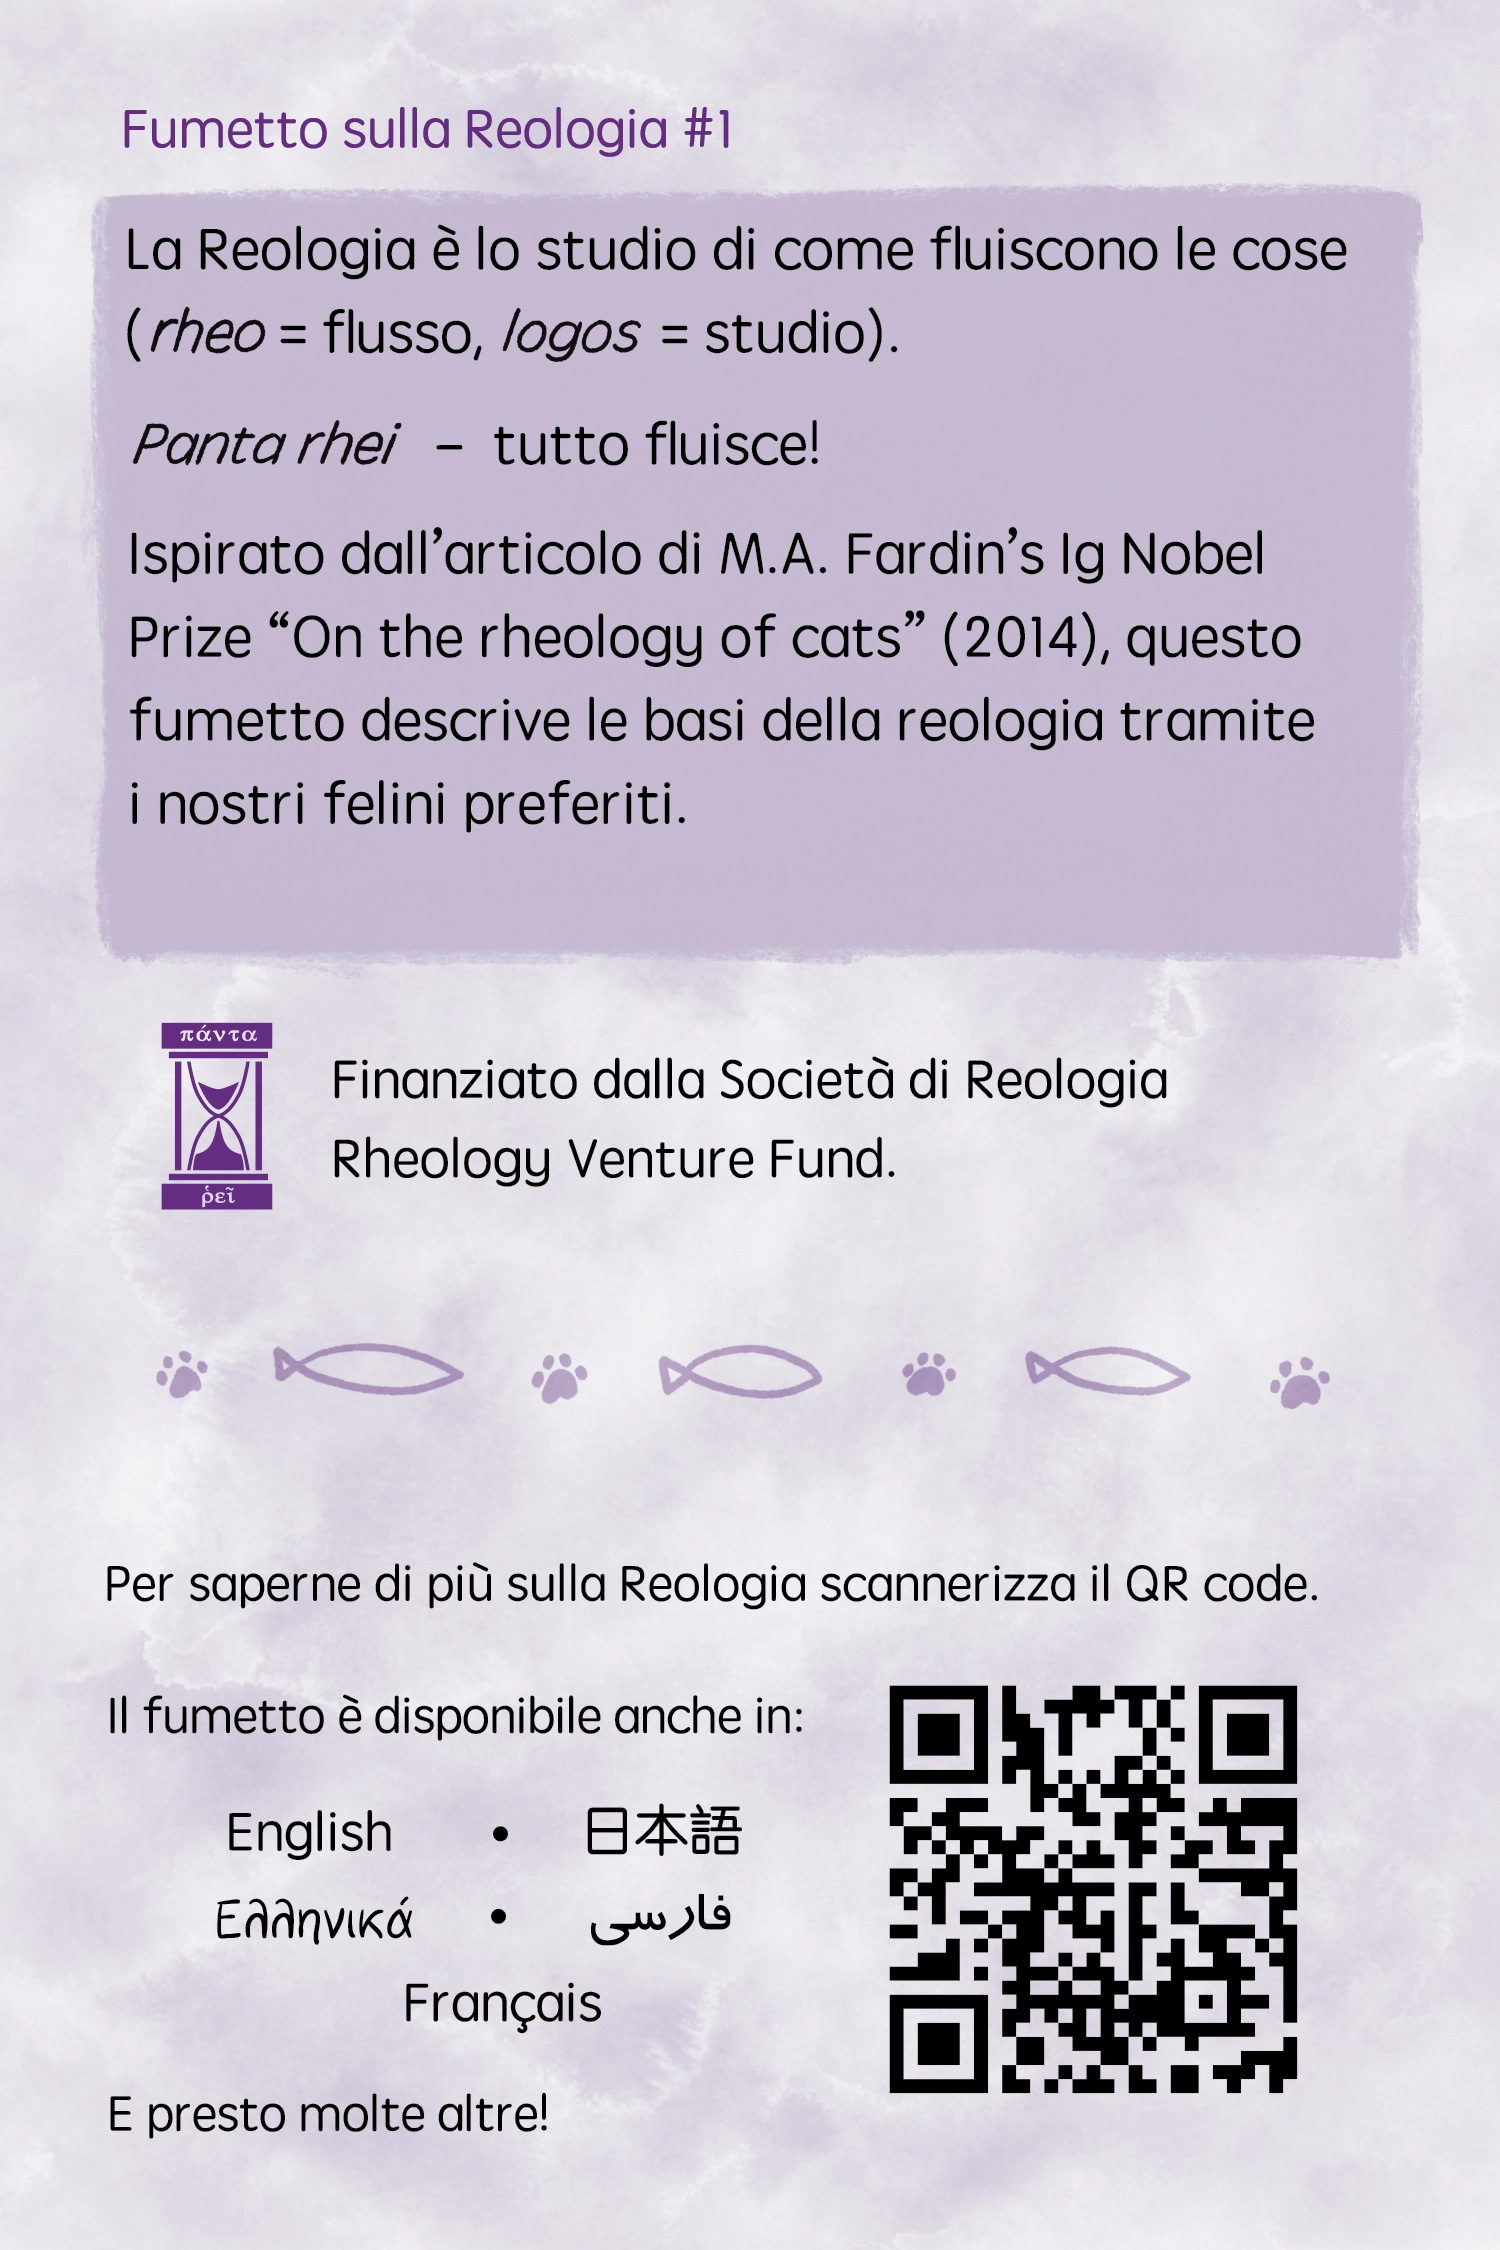 Fumetto sulla Reologia #1
La Reologia è lo studio di come fluiscono le cose
(rheo = flusso, logos = studio).
Panta rhei – tutto fluisce!
Ispirato dall’articolo di M.A. Fardin’s Ig Nobel
Prize “On the rheology of cats” (2014), questo
fumetto descrive le basi della reologia tramite
i nostri felini preferiti.
πάντα
ῥεῖ
Finanziato dalla Società di Reologia
Rheology Venture Fund.
Per saperne di più sulla Reologia scannerizza il QR code.
Il fumetto è disponibile anche in:
English • 日本語
Ελληνικά • فارسی
Français
E presto molte altre!